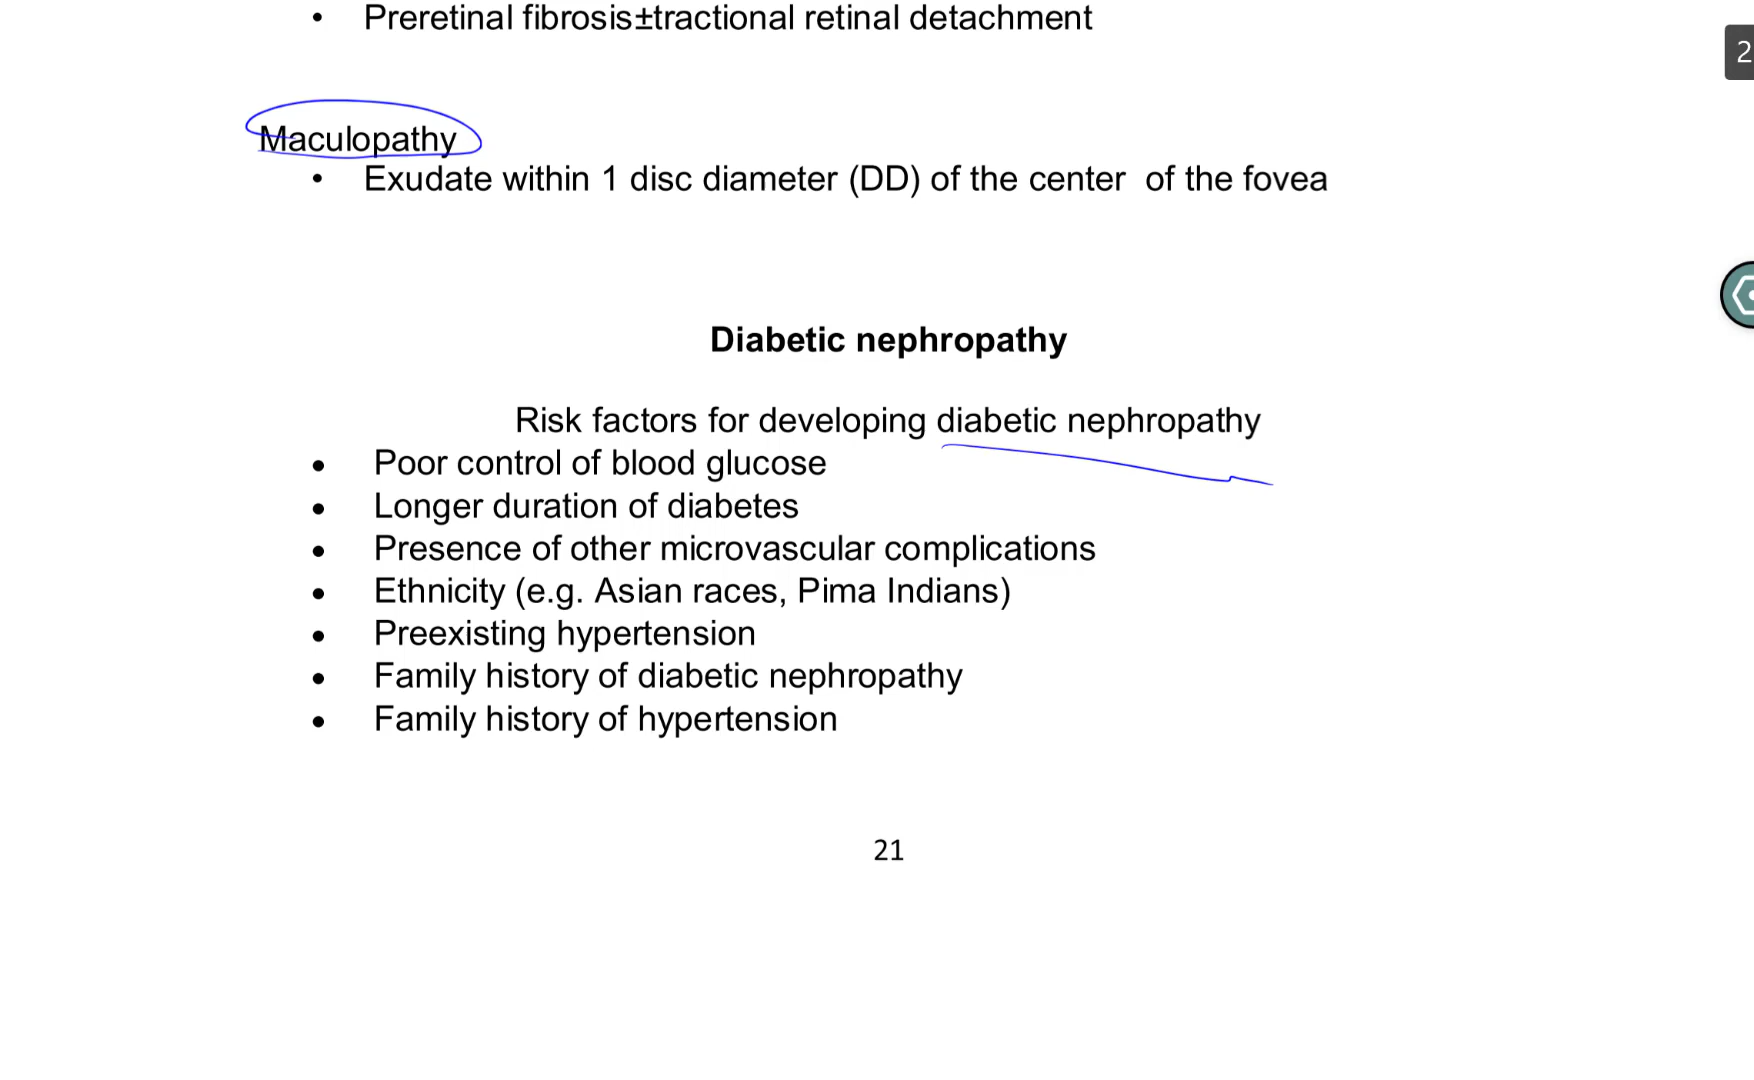 • Preretinal fibrosis±tractional retinal detachment
2
Maculopathy
• Exudate within 1 disc diameter (DD) of the center of the fovea
Diabetic nephropathy
Risk factors for developing diabetic nephropathy
• Poor control of blood glucose
• Longer duration of diabetes
• Presence of other microvascular complications
• Ethnicity (e.g. Asian races, Pima Indians)
• Preexisting hypertension
• Family history of diabetic nephropathy
• Family history of hypertension
21